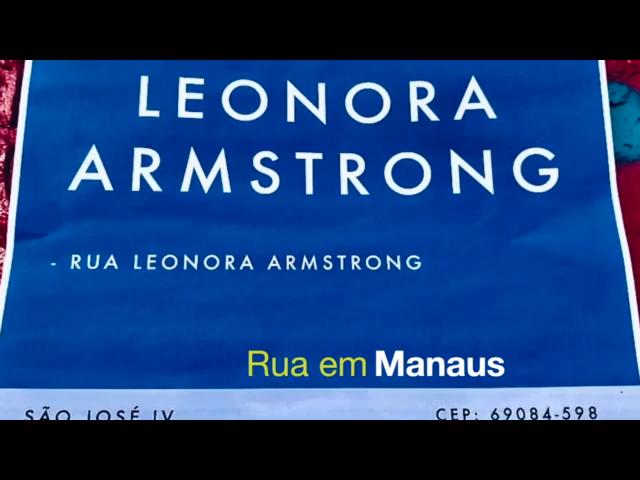 LEONORA
ARMSTRONG
- RUA LEONORA ARMSTRONG
Rua em Manaus
SÃO JOSÉ IV
CEP: 69084-598